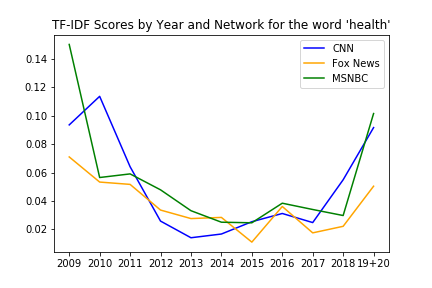 TF-IDF Scores by Year and Network for the word 'health'
CNN
Fox News
MSNBC
0.14
0.12
0.10
0.08
0.06
0.04
0.02
2009 2010 2011 2012 2013 2014 2015 2016 2017 2018 19+20